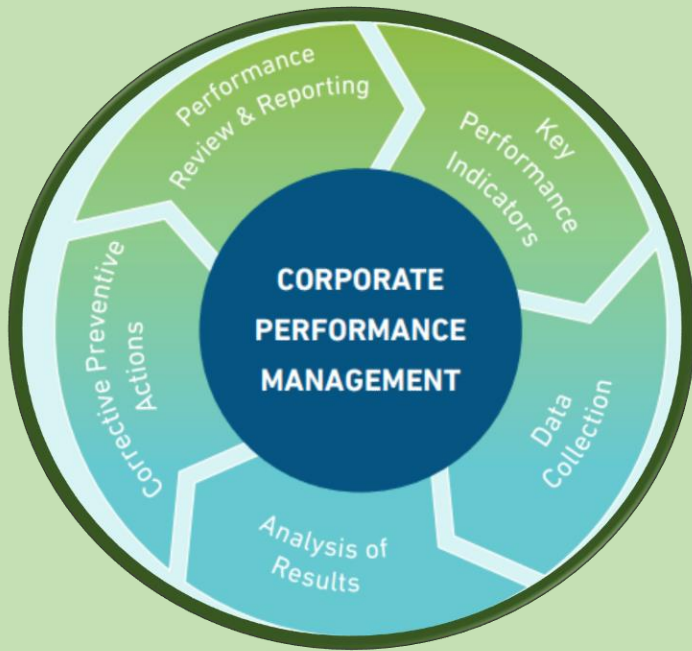 CORPORATE
PERFORMANCE
MANAGEMENT
Key
Performance
Indicators
Data
Collection
Analysis of
Results
Corrective Preventive
Actions
Performance
Review & Reporting